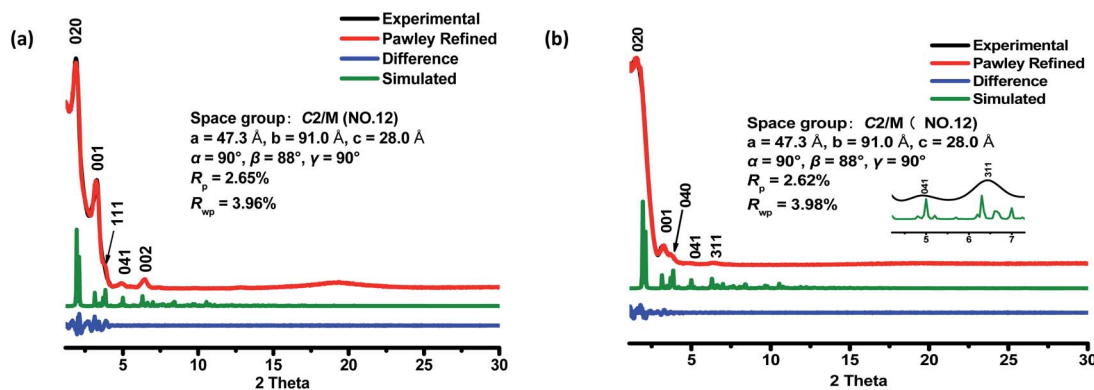 (a)
020
001
111
041
002
Experimental
Pawley Refined
Difference
Simulated
Space group: C2/M (NO.12)
a = 47.3 Å, b = 91.0 Å, c = 28.0 Å
α = 90°, β = 88°, γ = 90°
Rp = 2.65%
Rwp = 3.96%
5 10 15 20 25 30
2 Theta
(b)
020
001
040
041
311
Experimental
Pawley Refined
Difference
Simulated
Space group: C2/M ( NO.12)
a = 47.3 Å, b = 91.0 Å, c = 28.0 Å
α = 90°, β = 88°, γ = 90°
Rp = 2.62%
Rwp = 3.98%
041
311
5 6 7
5 10 15 20 25 30
2 Theta